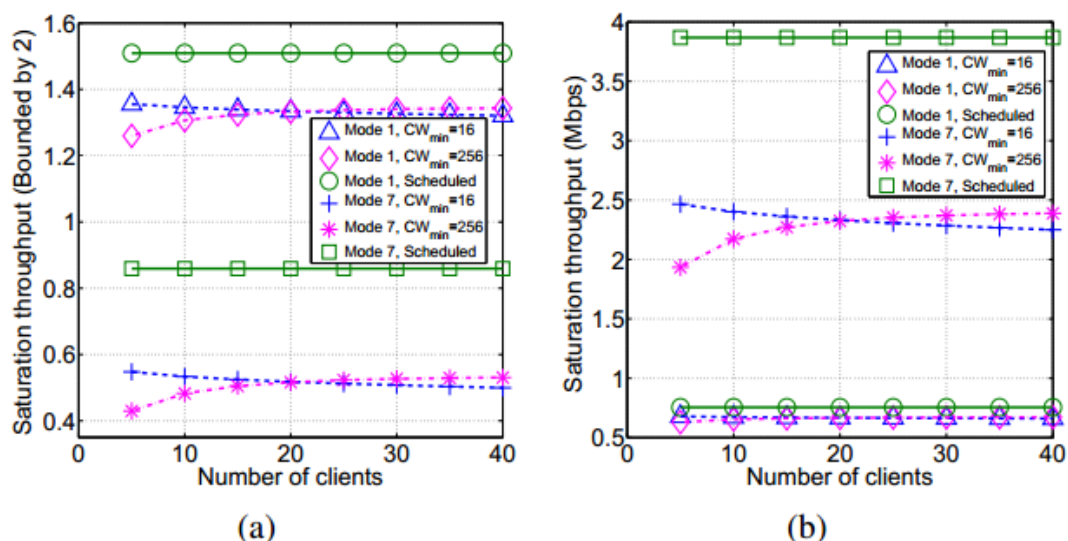 1.6
1.4
1.2
1
0.8
0.6
0.4
0
10
20
30
40
Saturation throughput (Bounded by 2)
Number of clients
Mode 1, CWmin=16
Mode 1, CWmin=256
Mode 1, Scheduled
Mode 7, CWmin=16
Mode 7, CWmin=256
Mode 7, Scheduled
(a)
4
3.5
3
2.5
2
1.5
1
0.5
0
10
20
30
40
Saturation throughput (Mbps)
Number of clients
Mode 1, CWmin=16
Mode 1, CWmin=256
Mode 1, Scheduled
Mode 7, CWmin=16
Mode 7, CWmin=256
Mode 7, Scheduled
(b)